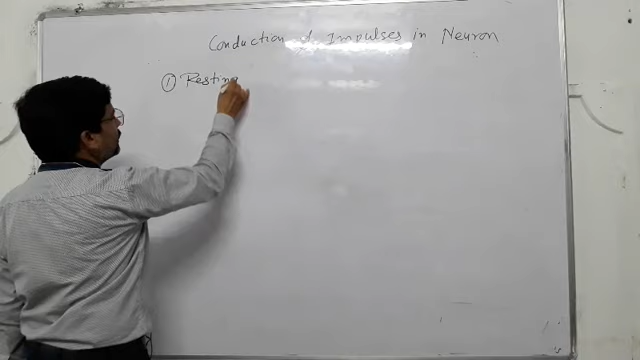 Conduction of Impulses in Neuron
① Resting